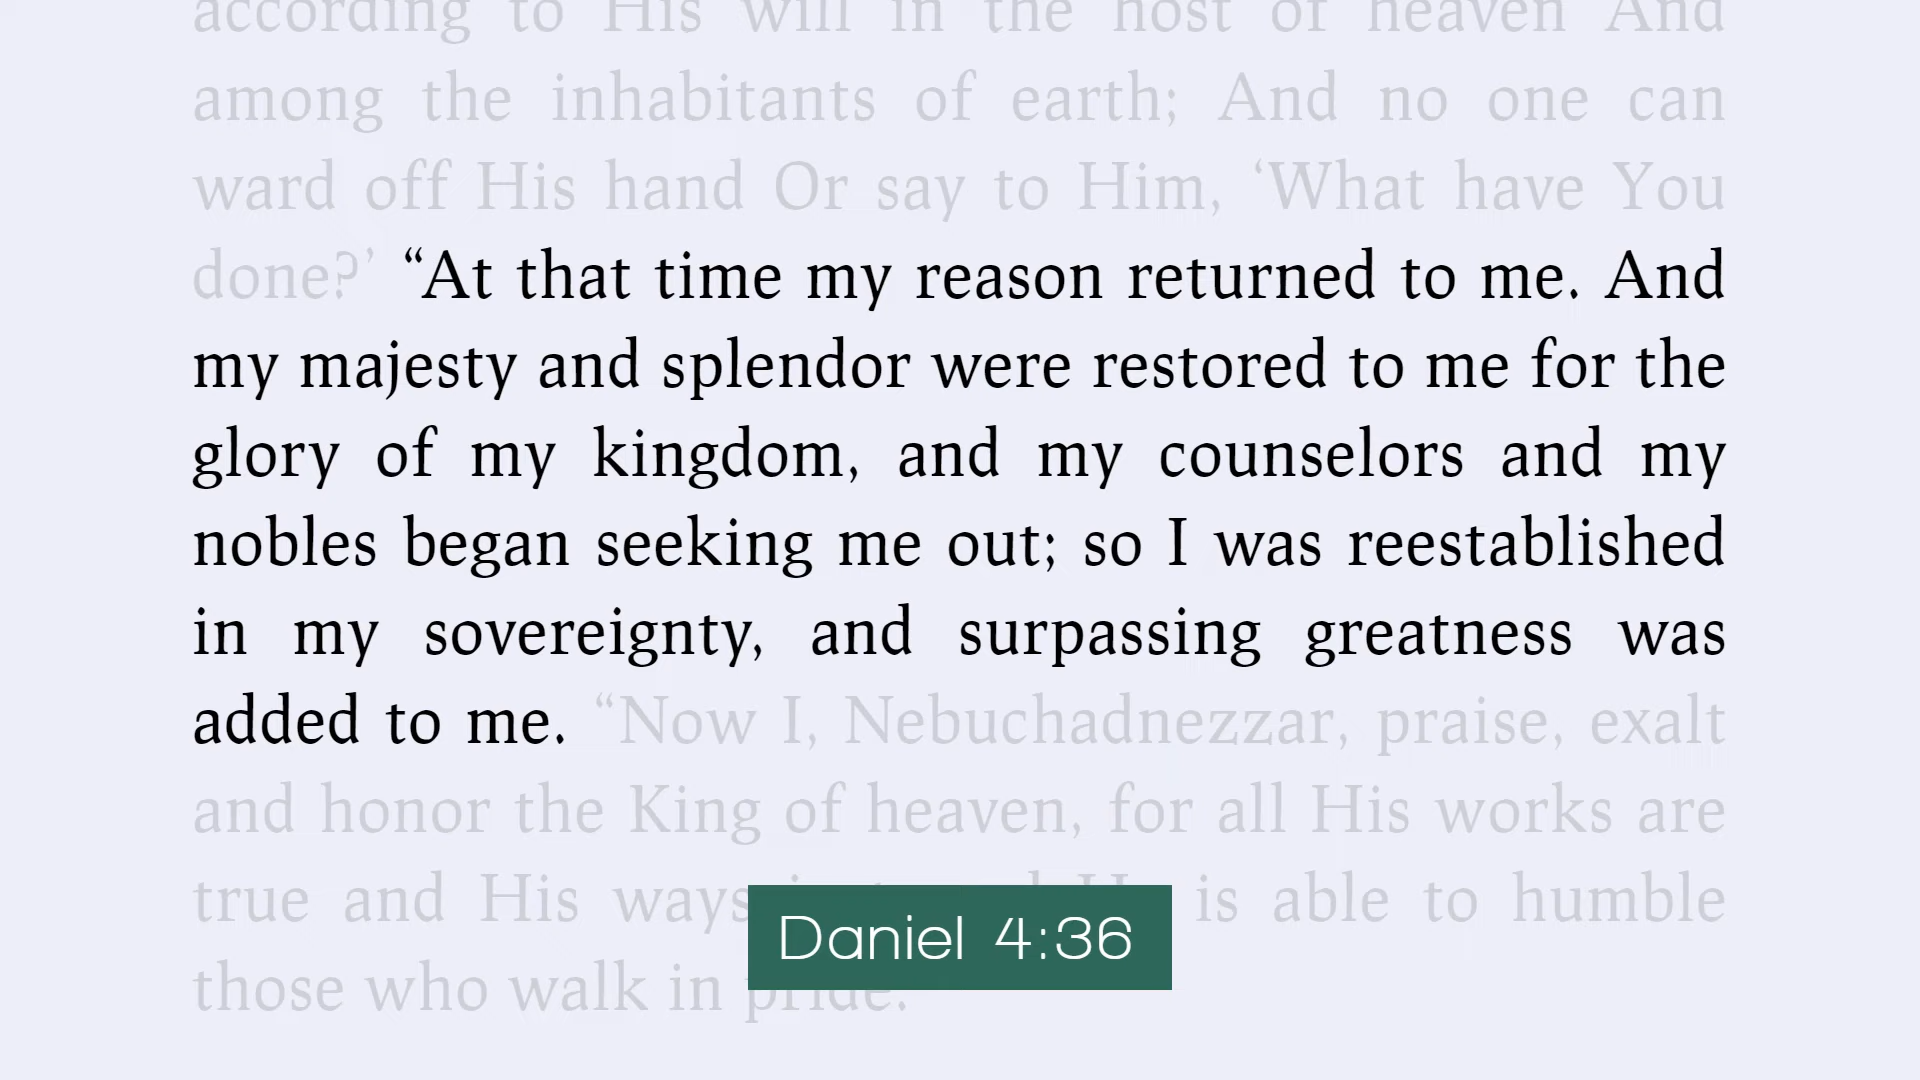 according to His will in the host of heaven And
among the inhabitants of earth; And no one can
ward off His hand Or say to Him, ‘What have You
done?’ “At that time my reason returned to me. And
my majesty and splendor were restored to me for the
glory of my kingdom, and my counselors and my
nobles began seeking me out; so I was reestablished
in my sovereignty, and surpassing greatness was
added to me. “Now I, Nebuchadnezzar, praise, exalt
and honor the King of heaven, for all His works are
true and His ways is able to humble
those who walk in pride.”
Daniel 4:36